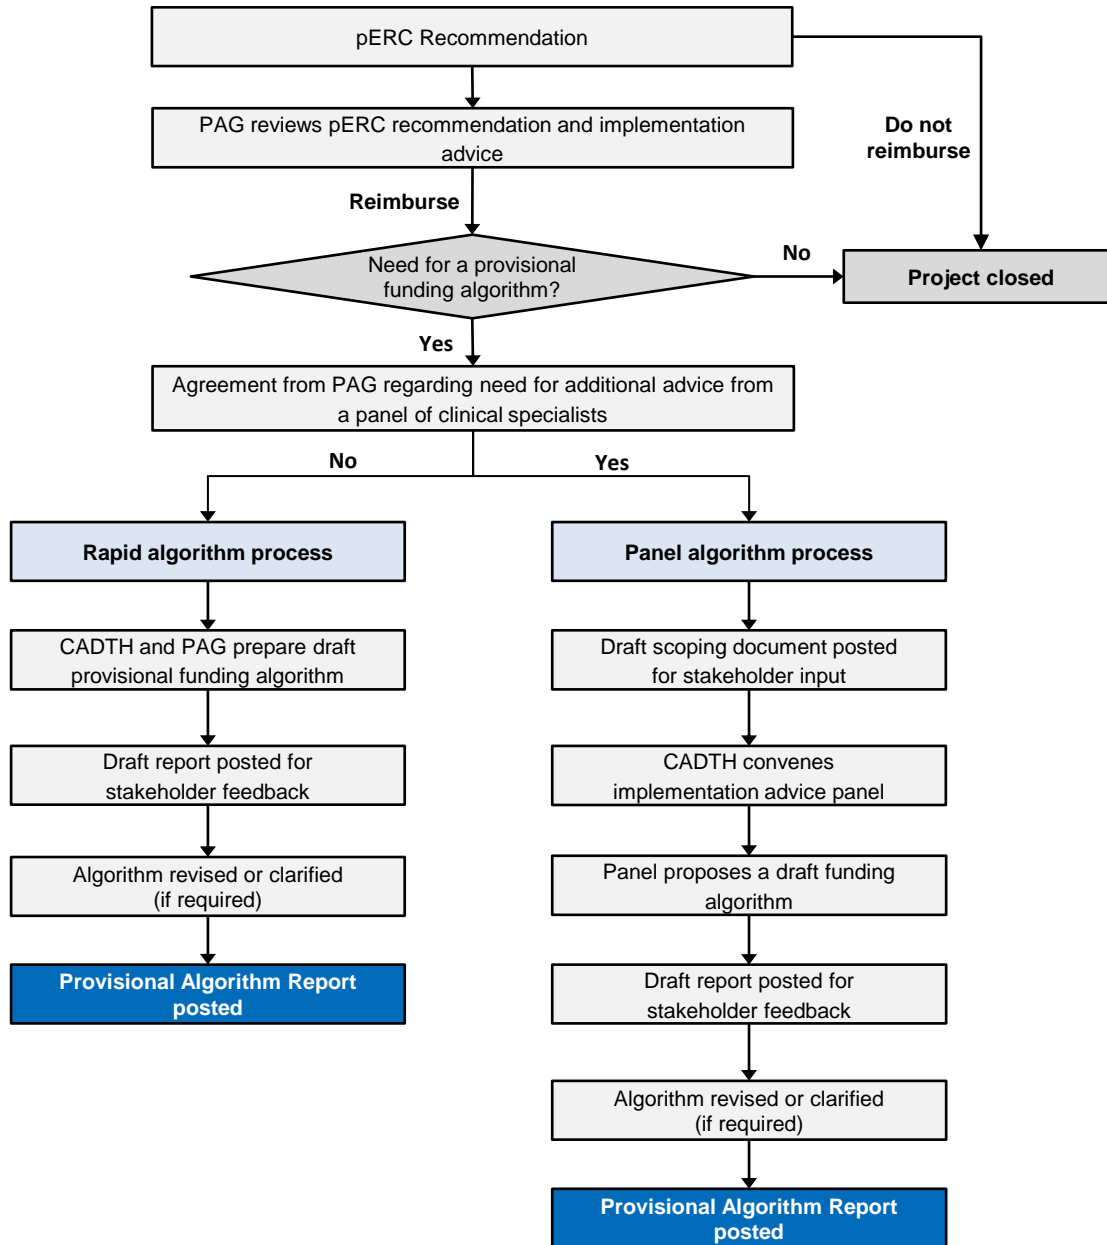 pERC Recommendation
PAG reviews pERC recommendation and implementation
advice
Do not
reimburse
Reimburse
Need for a provisional
funding algorithm?
No
Project closed
Yes
Agreement from PAG regarding need for additional advice from
a panel of clinical specialists
No
Yes
Rapid algorithm process
CADTH and PAG prepare draft
provisional funding algorithm
Draft report posted for
stakeholder feedback
Algorithm revised or clarified
(if required)
Provisional Algorithm Report
posted
Panel algorithm process
Draft scoping document posted
for stakeholder input
CADTH convenes
implementation advice panel
Panel proposes a draft funding
algorithm
Draft report posted for
stakeholder feedback
Algorithm revised or clarified
(if required)
Provisional Algorithm Report
posted